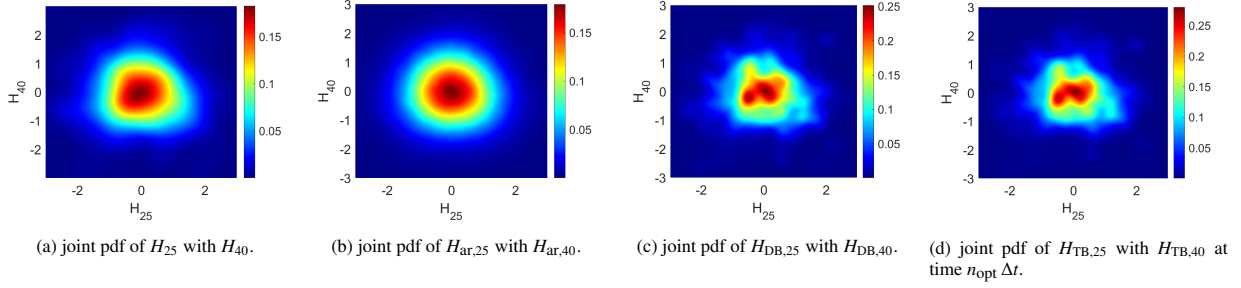 3
2
1
0
-1
-2
H40
-2 0 2
H25
0.15
0.1
0.05
(a) joint pdf of H25 with H40.
3
2
1
0
-1
-2
-3
H40
-2 0 2
H25
0.15
0.1
0.05
(b) joint pdf of Har,25 with Har,40.
3
2
1
0
-1
-2
-3
H40
-2 0 2
H25
0.25
0.2
0.15
0.1
0.05
(c) joint pdf of HDB,25 with HDB,40.
3
2
1
0
-1
-2
-3
H40
-2 0 2
H25
0.25
0.2
0.15
0.1
0.05
(d) joint pdf of HTB,25 with HTB,40 at
time nopt Δt.